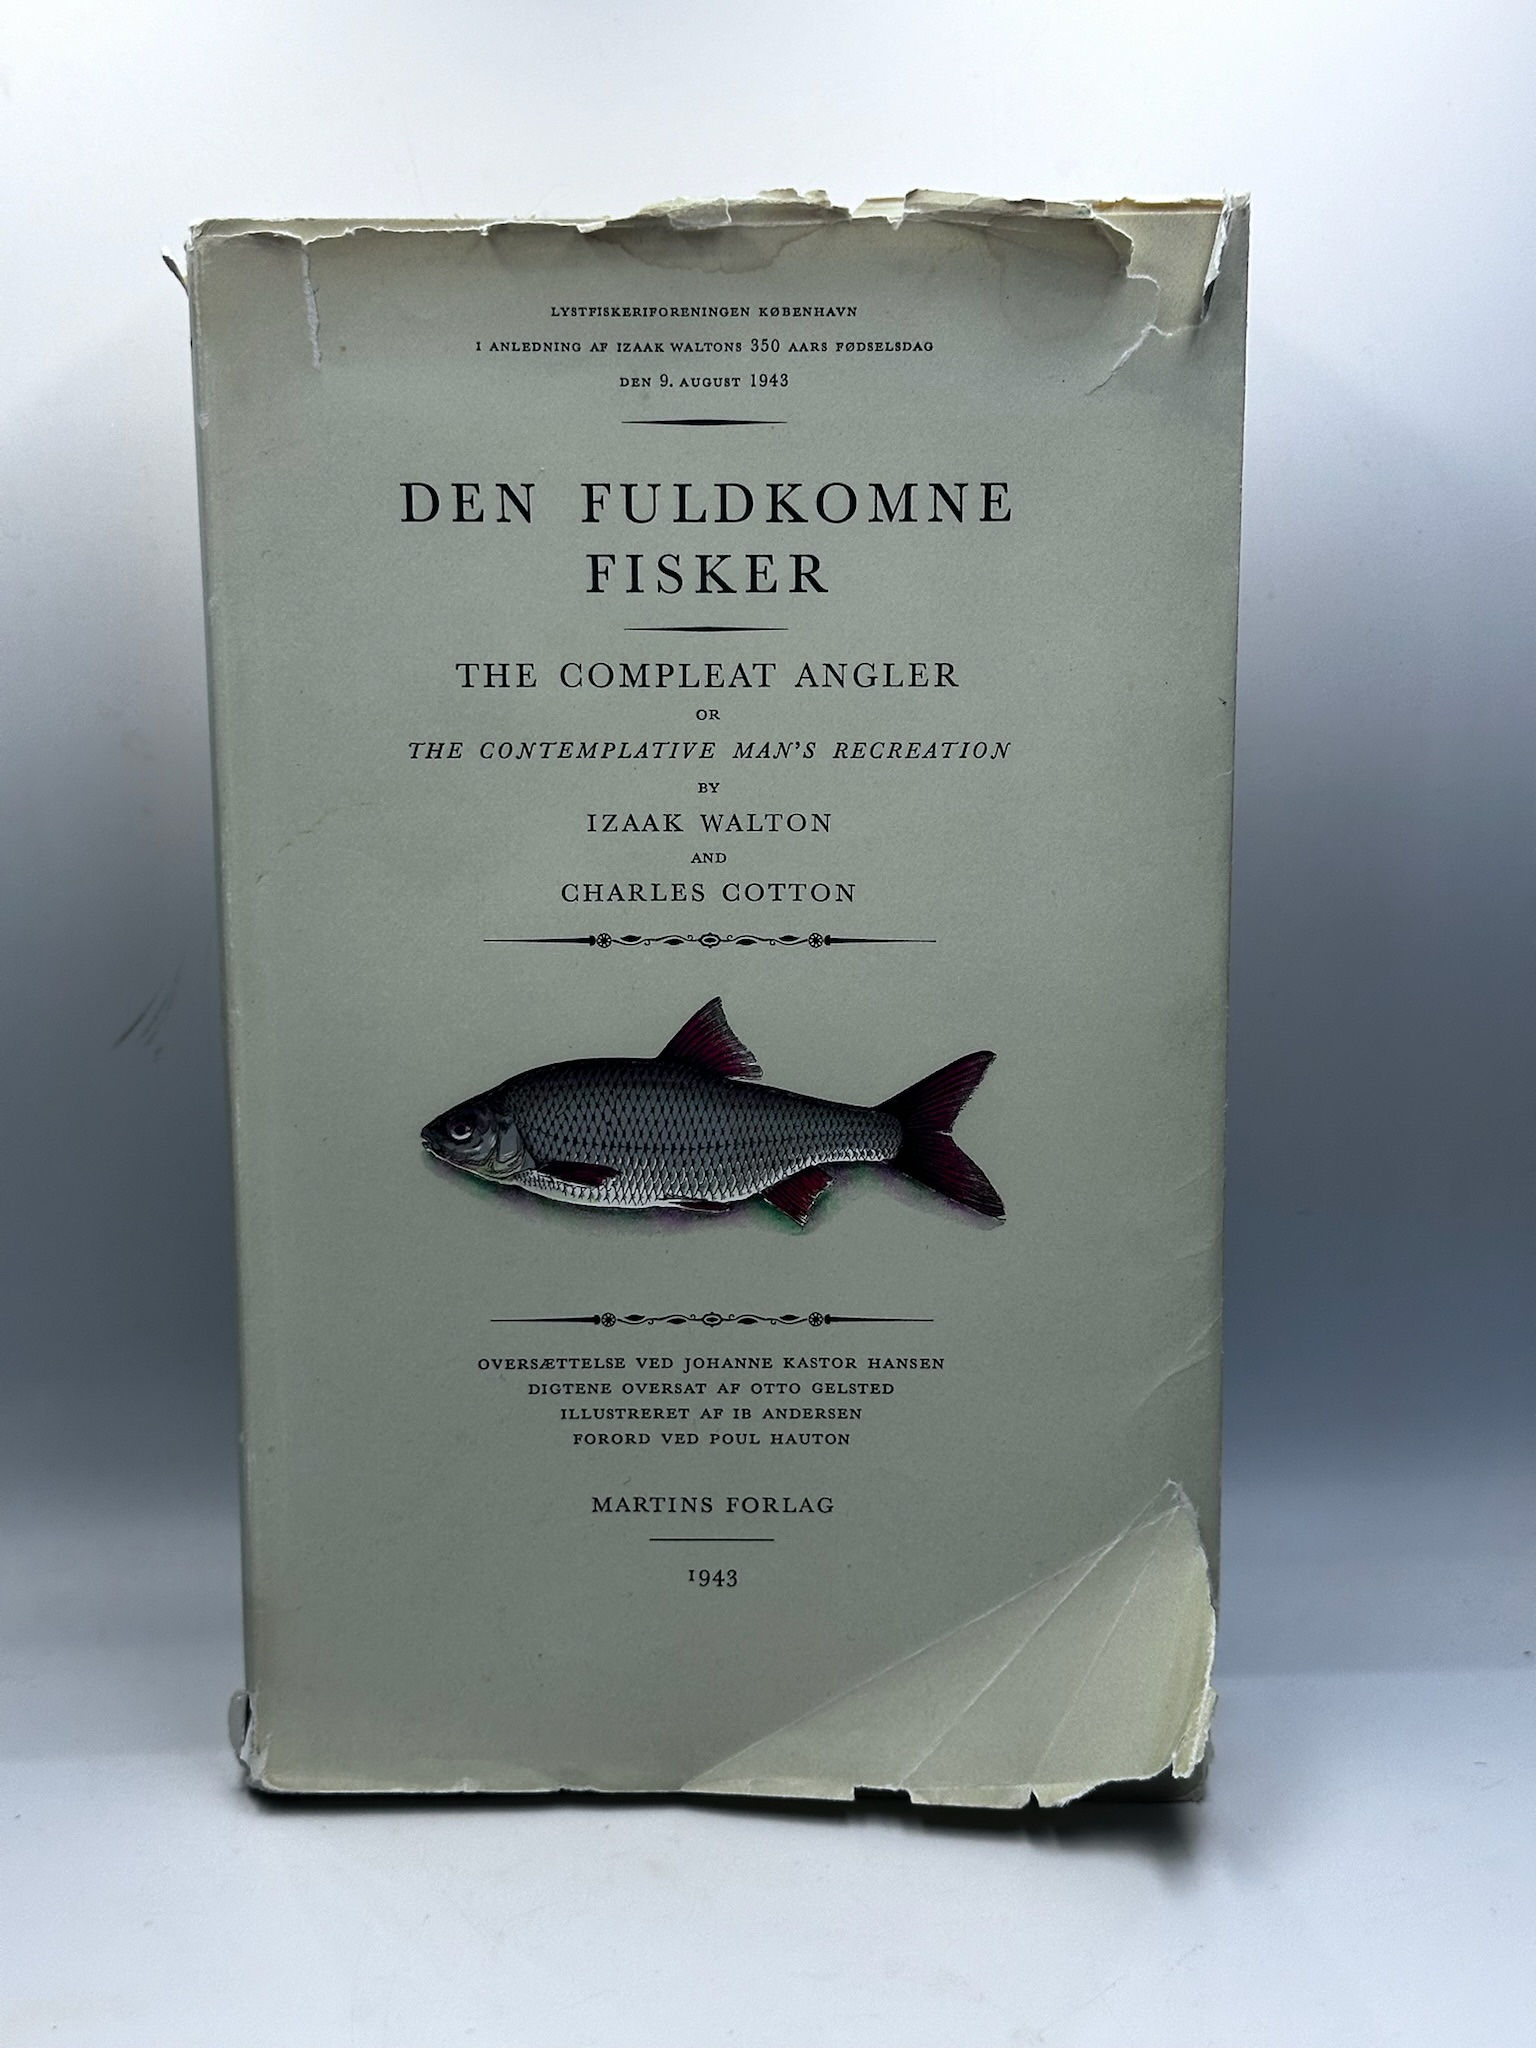 LYSTFISKERIFORENINGEN KØBENHAVN
I ANLEDNING AF IZAAK WALTONS 350 AARS FØDSELSDAG
DEN 9. AUGUST 1943
DEN FULDKOMNE
FISKER
THE COMPLEAT ANGLER
OR
THE CONTEMPLATIVE MAN'S RECREATION
BY
IZAAK WALTON
AND
CHARLES COTTON
OVERSÆTTELSE VED JOHANNE KASTOR HANSEN
DIGTENE OVERSAT AF OTTO GELSTED
ILLUSTRERET AF IB ANDERSEN
FORORD VED POUL HAUTON
MARTINS FORLAG
1943